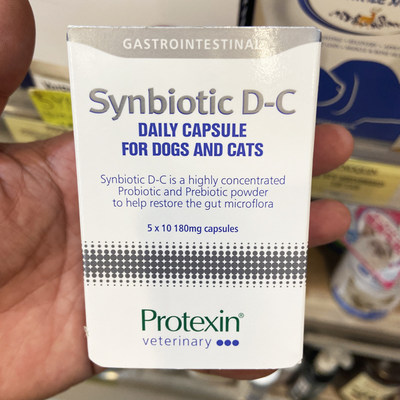 GASTROINTESTINAL
Synbiotic D-C
DAILY CAPSULE
FOR DOGS AND CATS
Synbiotic D-C is a highly concentrated
Probiotic and Prebiotic powder
to help restore the gut microflora
5 x 10 180mg capsules
Protexin®
veterinary